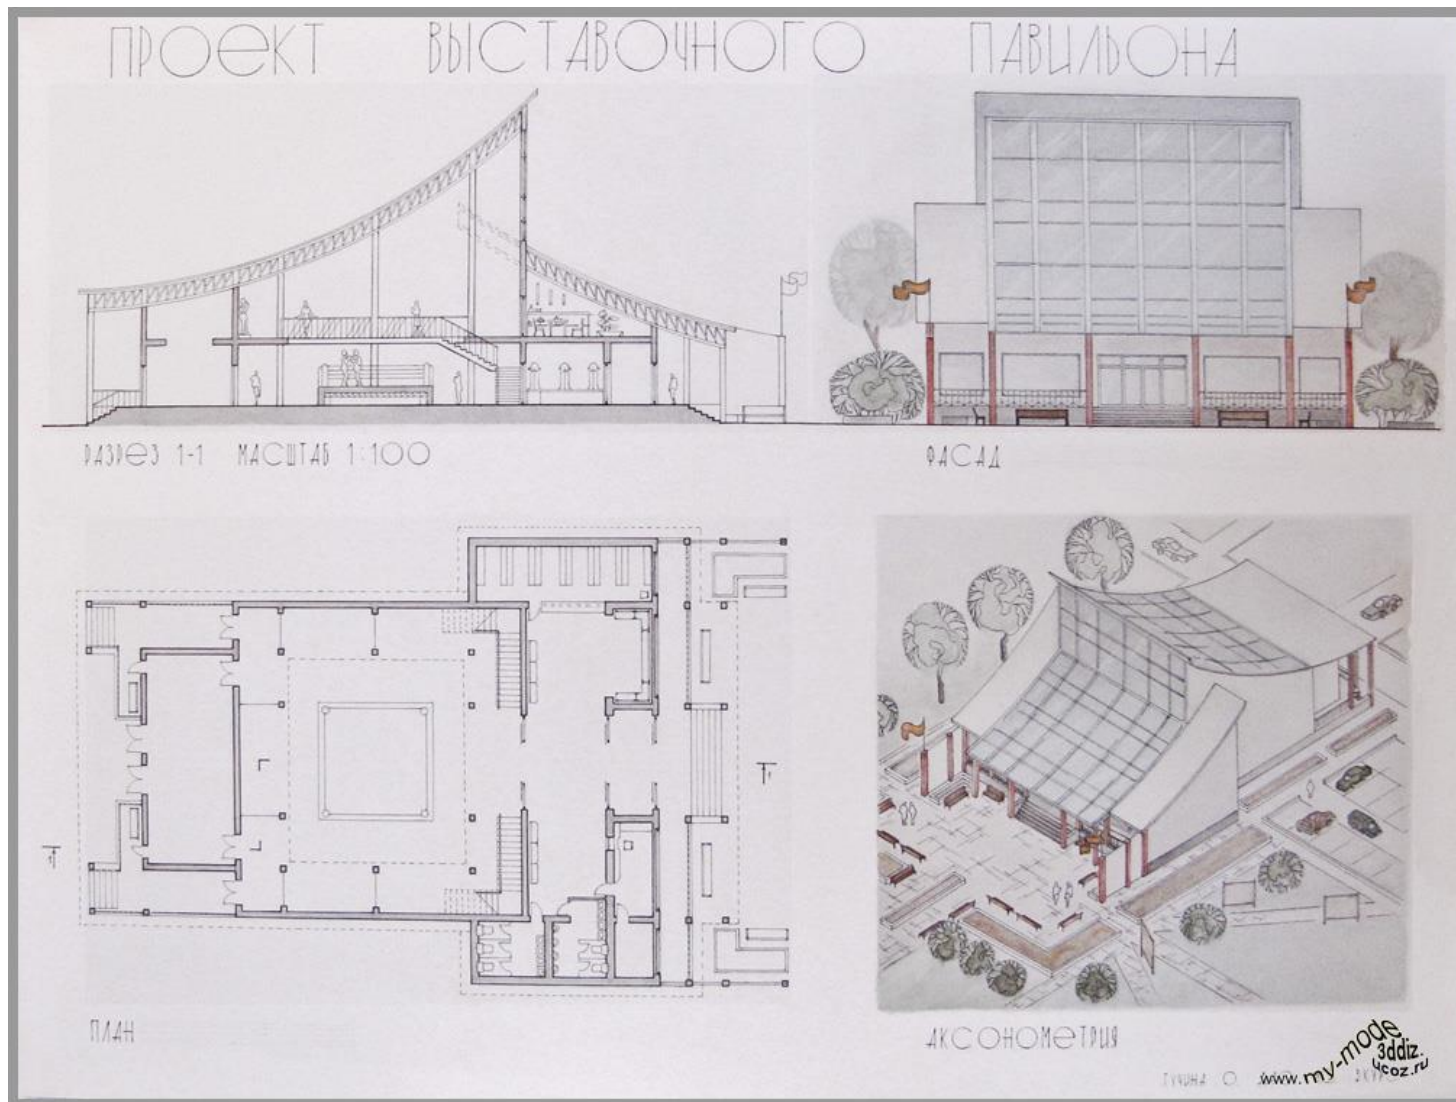 ПРОЕКТ ВЫСТАВОЧНОГО ПАВИЛЬОНА
РАЗРЕЗ 1-1 МАСШТАБ 1:100
ФАСАД
ПЛАН
АКСОНОМЕТРИЯ
О.
www.my-mode.3ddiz.ucoz.ru